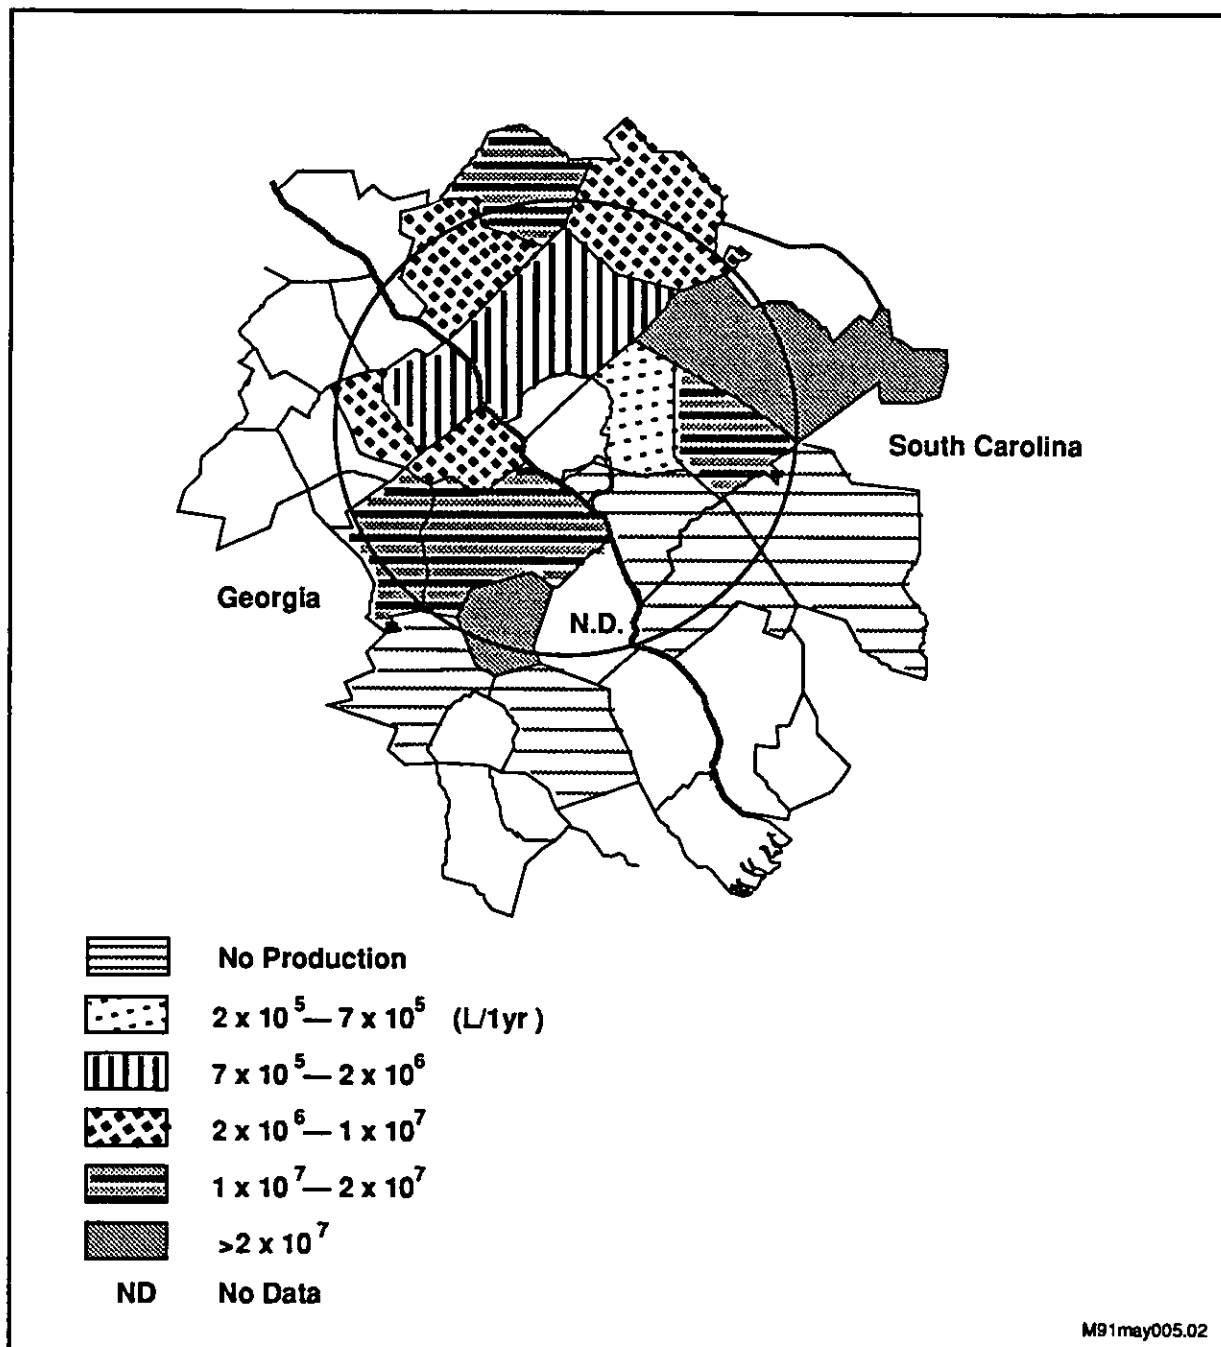 South Carolina
Georgia
N.D.
No Production
2 x 10⁵— 7 x 10⁵ (L/1yr )
7 x 10⁵— 2 x 10⁶
2 x 10⁶— 1 x 10⁷
1 x 10⁷— 2 x 10⁷
>2 x 10⁷
ND No Data
M91may005.02